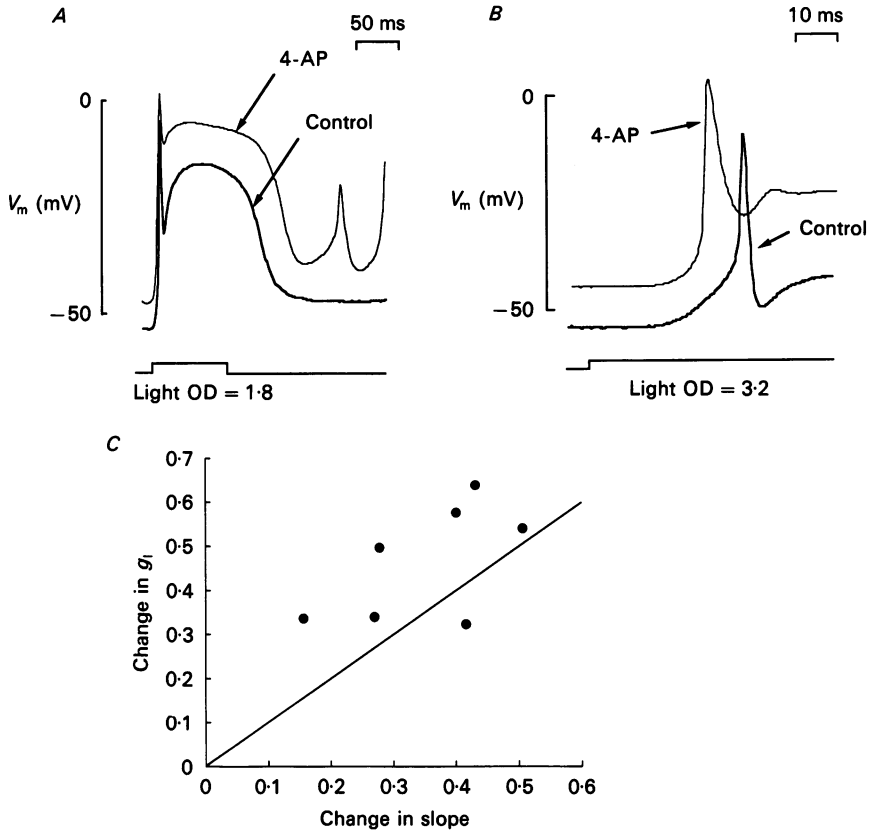 A
50 ms
4-AP
Control
0
Vm (mV)
−50
Light OD = 1·8
B
10 ms
0
4-AP
Vm (mV)
Control
−50
Light OD = 3·2
C
0·7
0·6
0·5
0·4
0·3
0·2
0·1
0
Change in gl
0 0·1 0·2 0·3 0·4 0·5 0·6
Change in slope